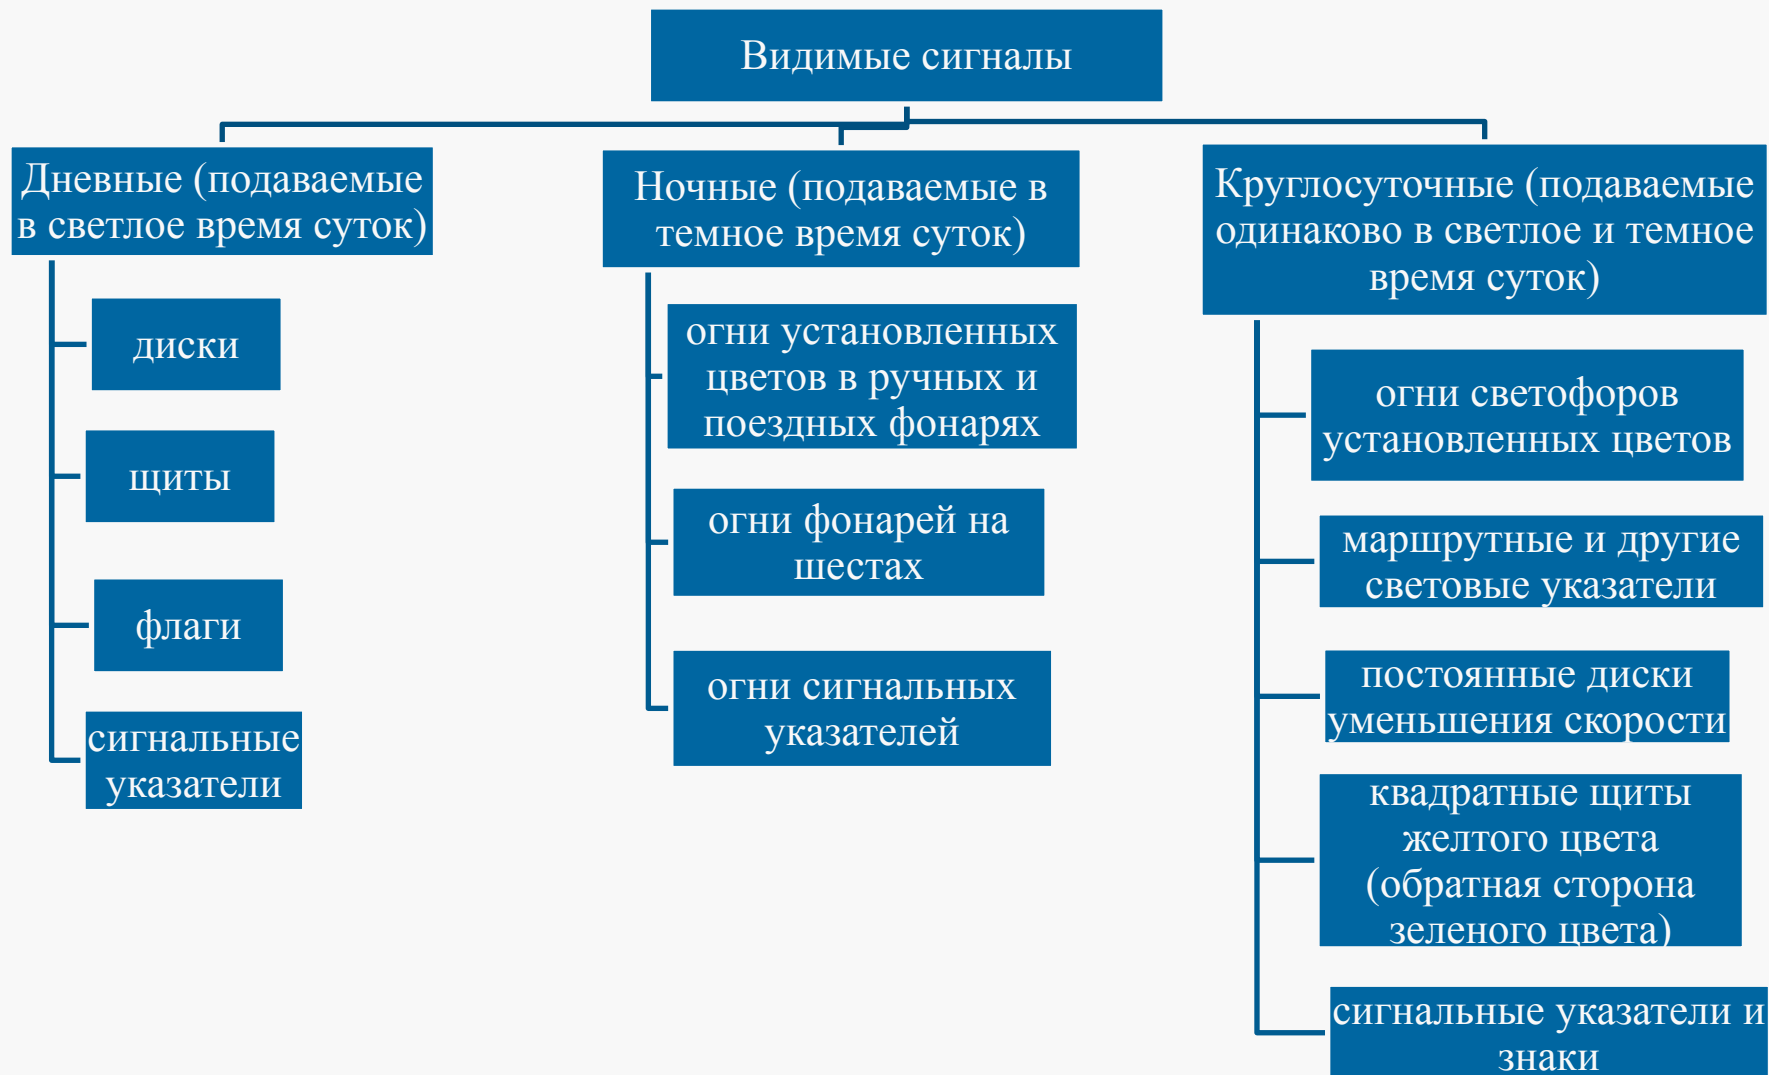 Видимые сигналы
Дневные (подаваемые
в светлое время суток)
диски
щиты
флаги
сигнальные
указатели
Ночные (подаваемые в
темное время суток)
огни установленных
цветов в ручных и
поездных фонарях
огни фонарей на
шестах
огни сигнальных
указателей
Круглосуточные (подаваемые
одинаково в светлое и темное
время суток)
огни светофоров
установленных цветов
маршрутные и другие
световые указатели
постоянные диски
уменьшения скорости
квадратные щиты
желтого цвета
(обратная сторона
зеленого цвета)
сигнальные указатели и
знаки